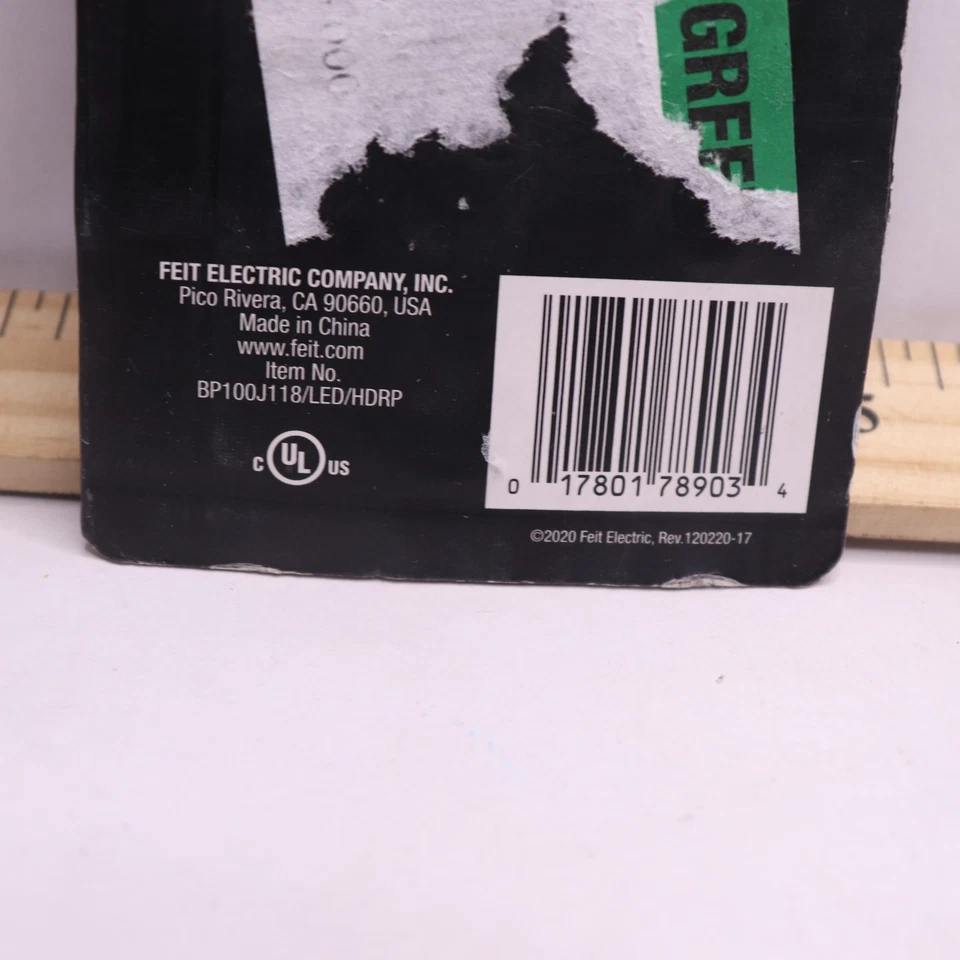 GREE
FEIT ELECTRIC COMPANY, INC.
Pico Rivera, CA 90660, USA
Made in China
www.feit.com
Item No.
BP100J118/LED/HDRP
C UL US
0 17801 78903 4
©2020 Feit Electric, Rev.120220-17
5